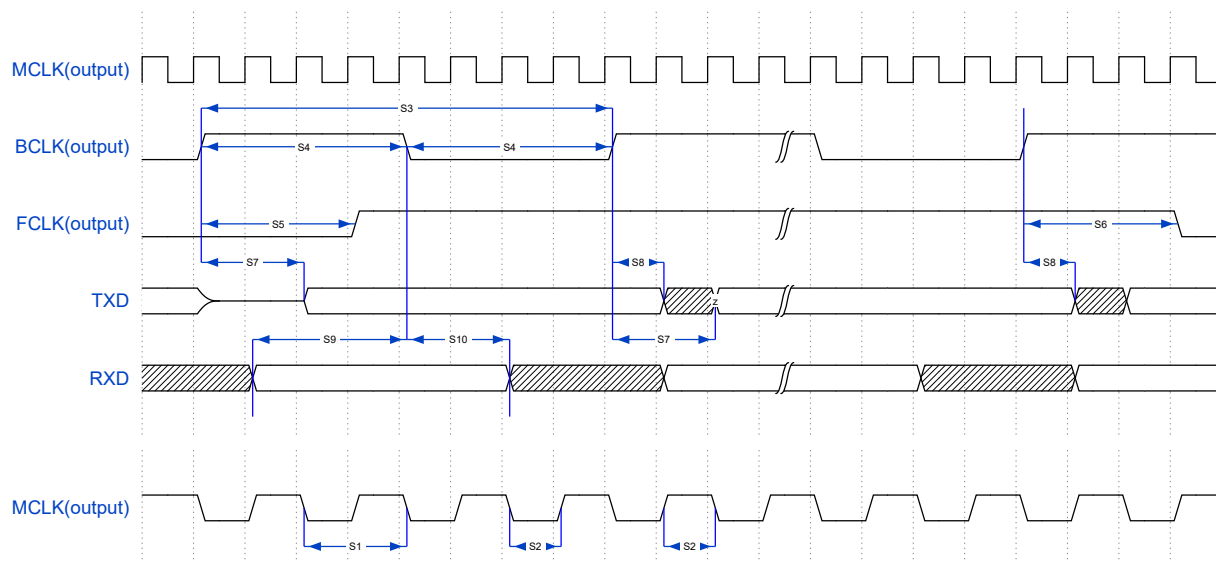 MCLK(output)
S3
BCLK(output)
S4 S4
FCLK(output)
S5 S6
S7 S8 S8
TXD
z
S9 S10 S7
RXD
MCLK(output)
S1 S2 S2